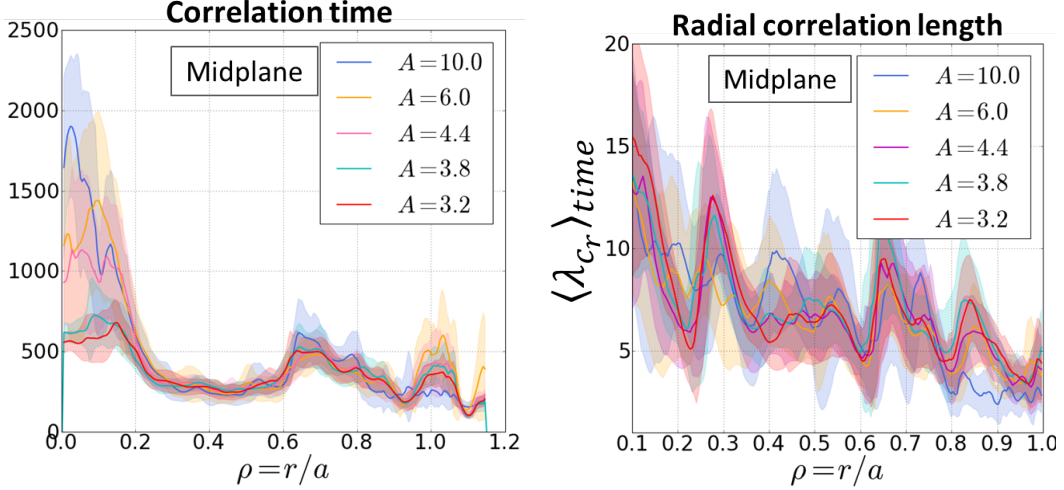 Correlation time
2500
2000
1500
1000
500
0
0.0 0.2 0.4 0.6 0.8 1.0 1.2
ρ=r/a
Midplane
A=10.0
A=6.0
A=4.4
A=3.8
A=3.2
Radial correlation length
⟨λ_{c_r}⟩_{time}
20
15
10
5
0.1 0.2 0.3 0.4 0.5 0.6 0.7 0.8 0.9 1.0
ρ=r/a
Midplane
A=10.0
A=6.0
A=4.4
A=3.8
A=3.2